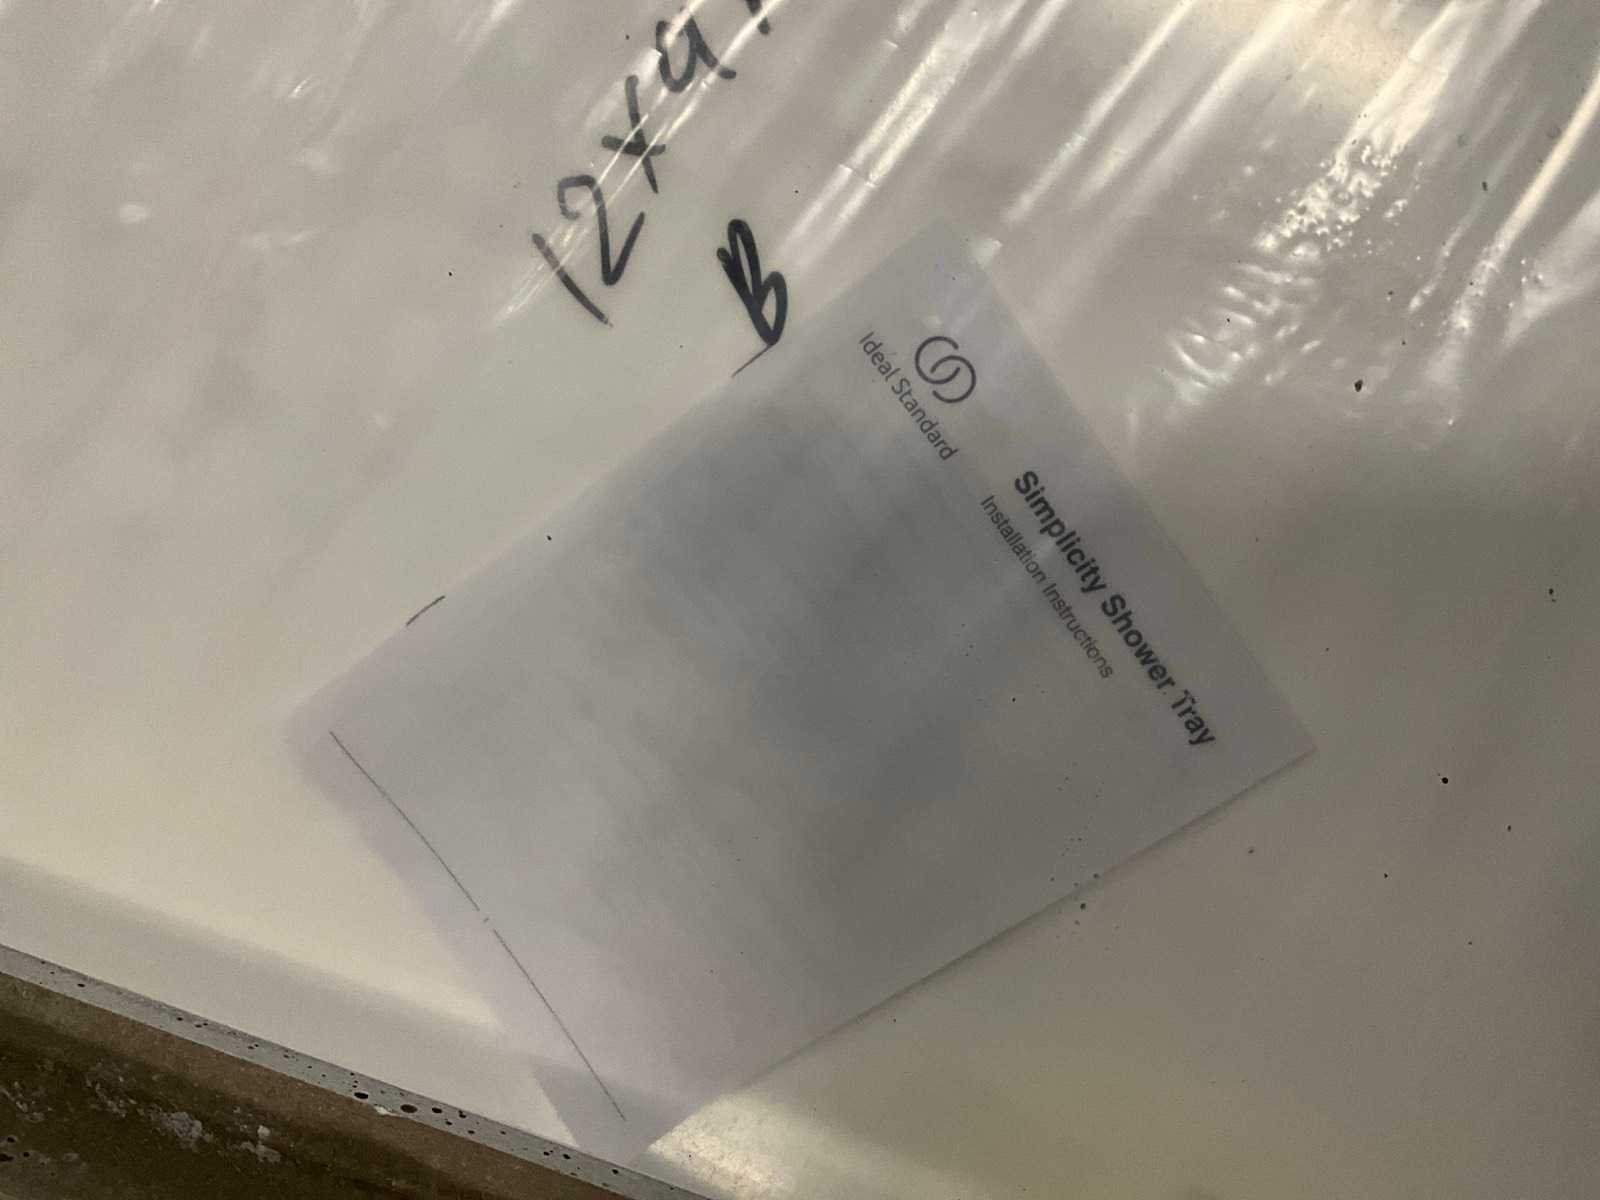 12x9
B
Ideal Standard
Simplicity Shower Tray
Installation Instructions